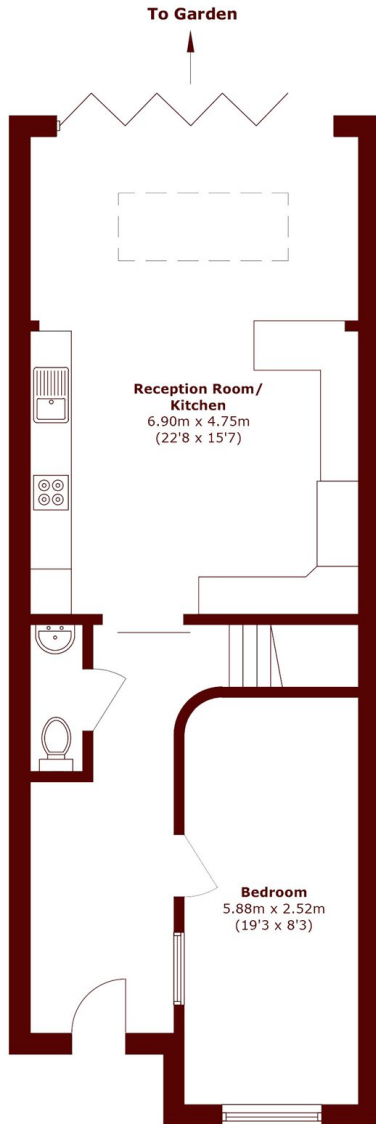 To Garden
Reception Room/
Kitchen
6.90m x 4.75m
(22'8 x 15'7)
Bedroom
5.88m x 2.52m
(19'3 x 8'3)